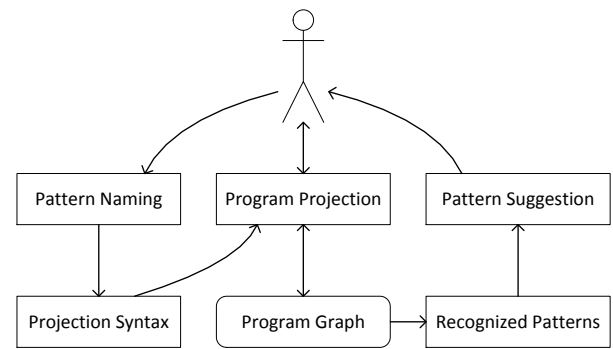 Pattern Naming
Program Projection
Pattern Suggestion
Projection Syntax
Program Graph
Recognized Patterns